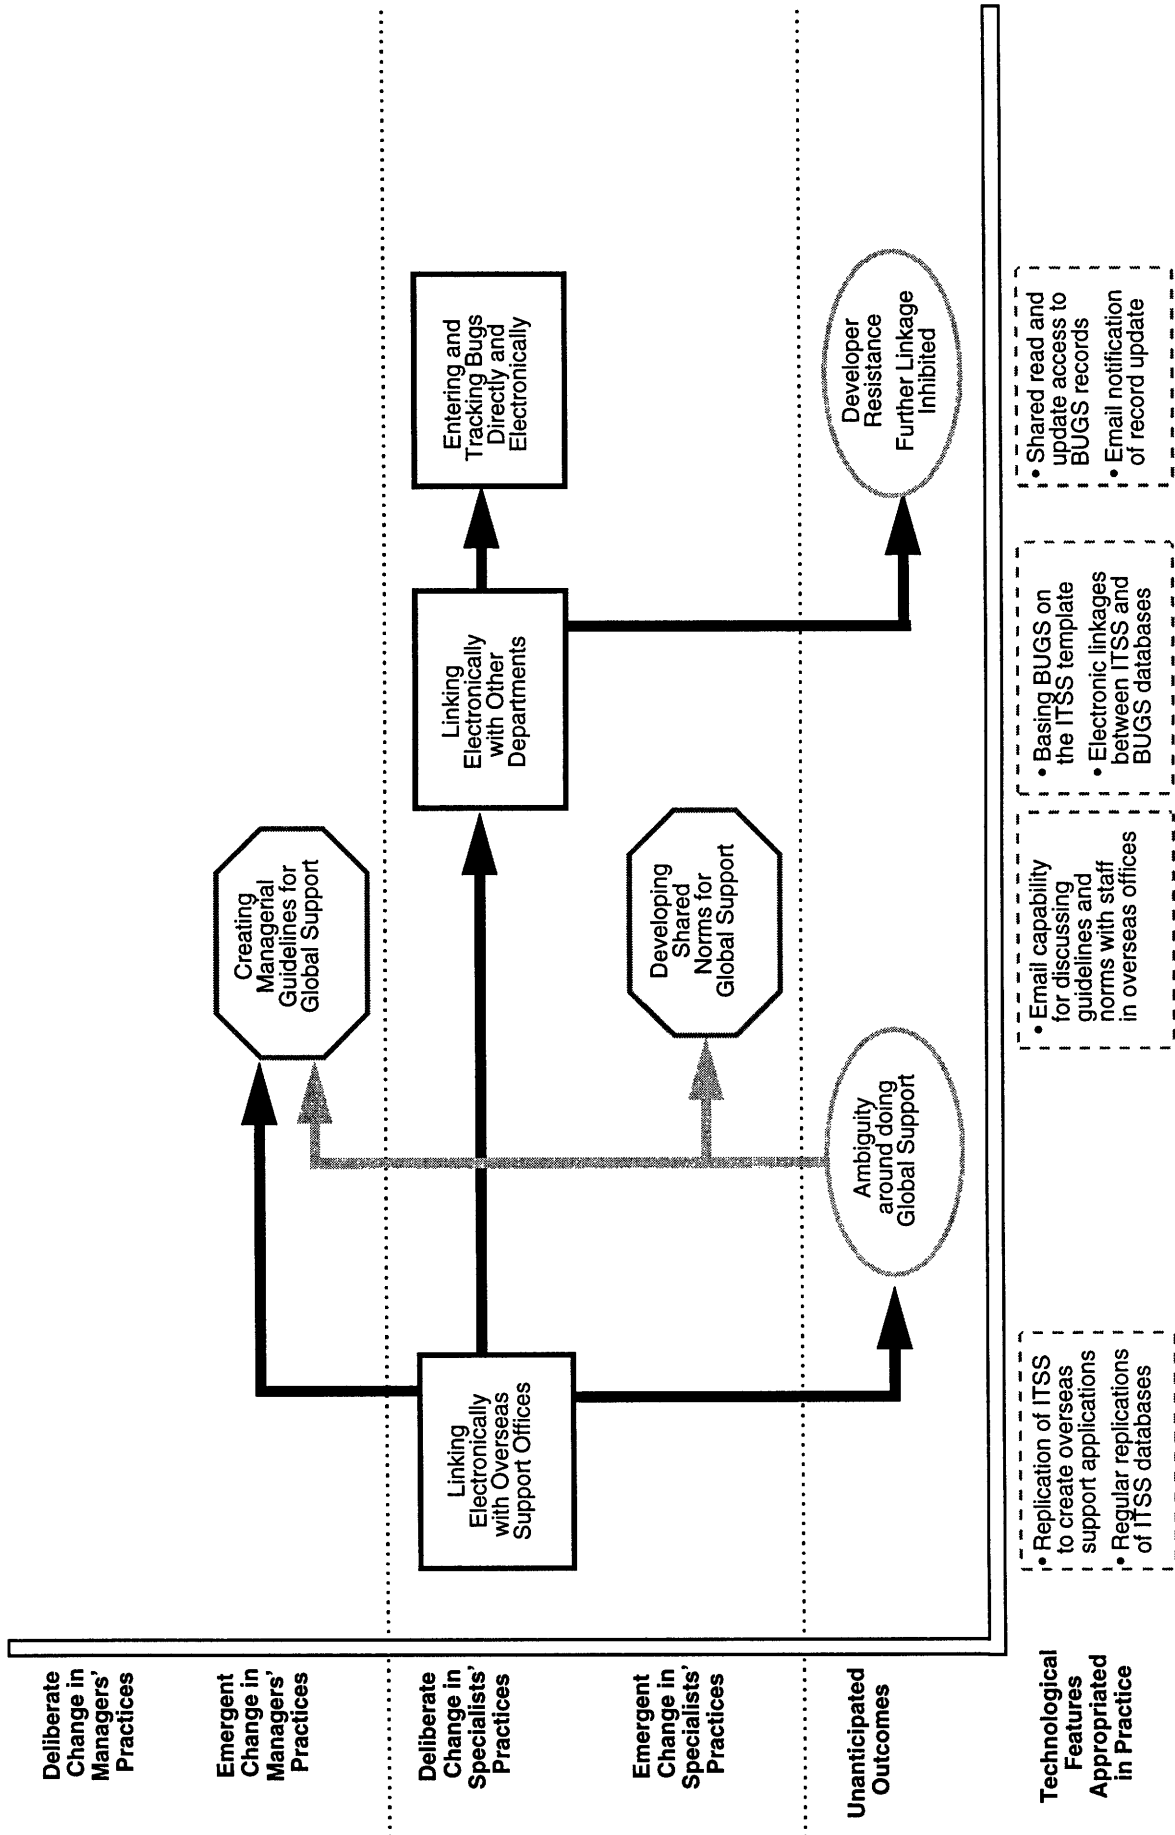 Deliberate
Change in
Managers'
Practices
Emergent
Change in
Managers'
Practices
Creating
Managerial
Guidelines for
Global Support
Deliberate
Change in
Specialists'
Practices
Linking
Electronically
with Overseas
Support Offices
Linking
Electronically
with Other
Departments
Entering and
Tracking Bugs
Directly and
Electronically
Emergent
Change in
Specialists'
Practices
Developing
Shared
Norms for
Global Support
Unanticipated
Outcomes
Ambiguity
around doing
Global Support
Developer
Resistance
Further Linkage
Inhibited
Technological
Features
Appropriated
in Practice
• Replication of ITSS
to create overseas
support applications
• Regular replications
of ITSS databases
• Email capability
for discussing
guidelines and
norms with staff
in overseas offices
• Basing BUGS on
the ITSS template
• Electronic linkages
between ITSS and
BUGS databases
• Shared read and
update access to
BUGS records
• Email notification
of record update